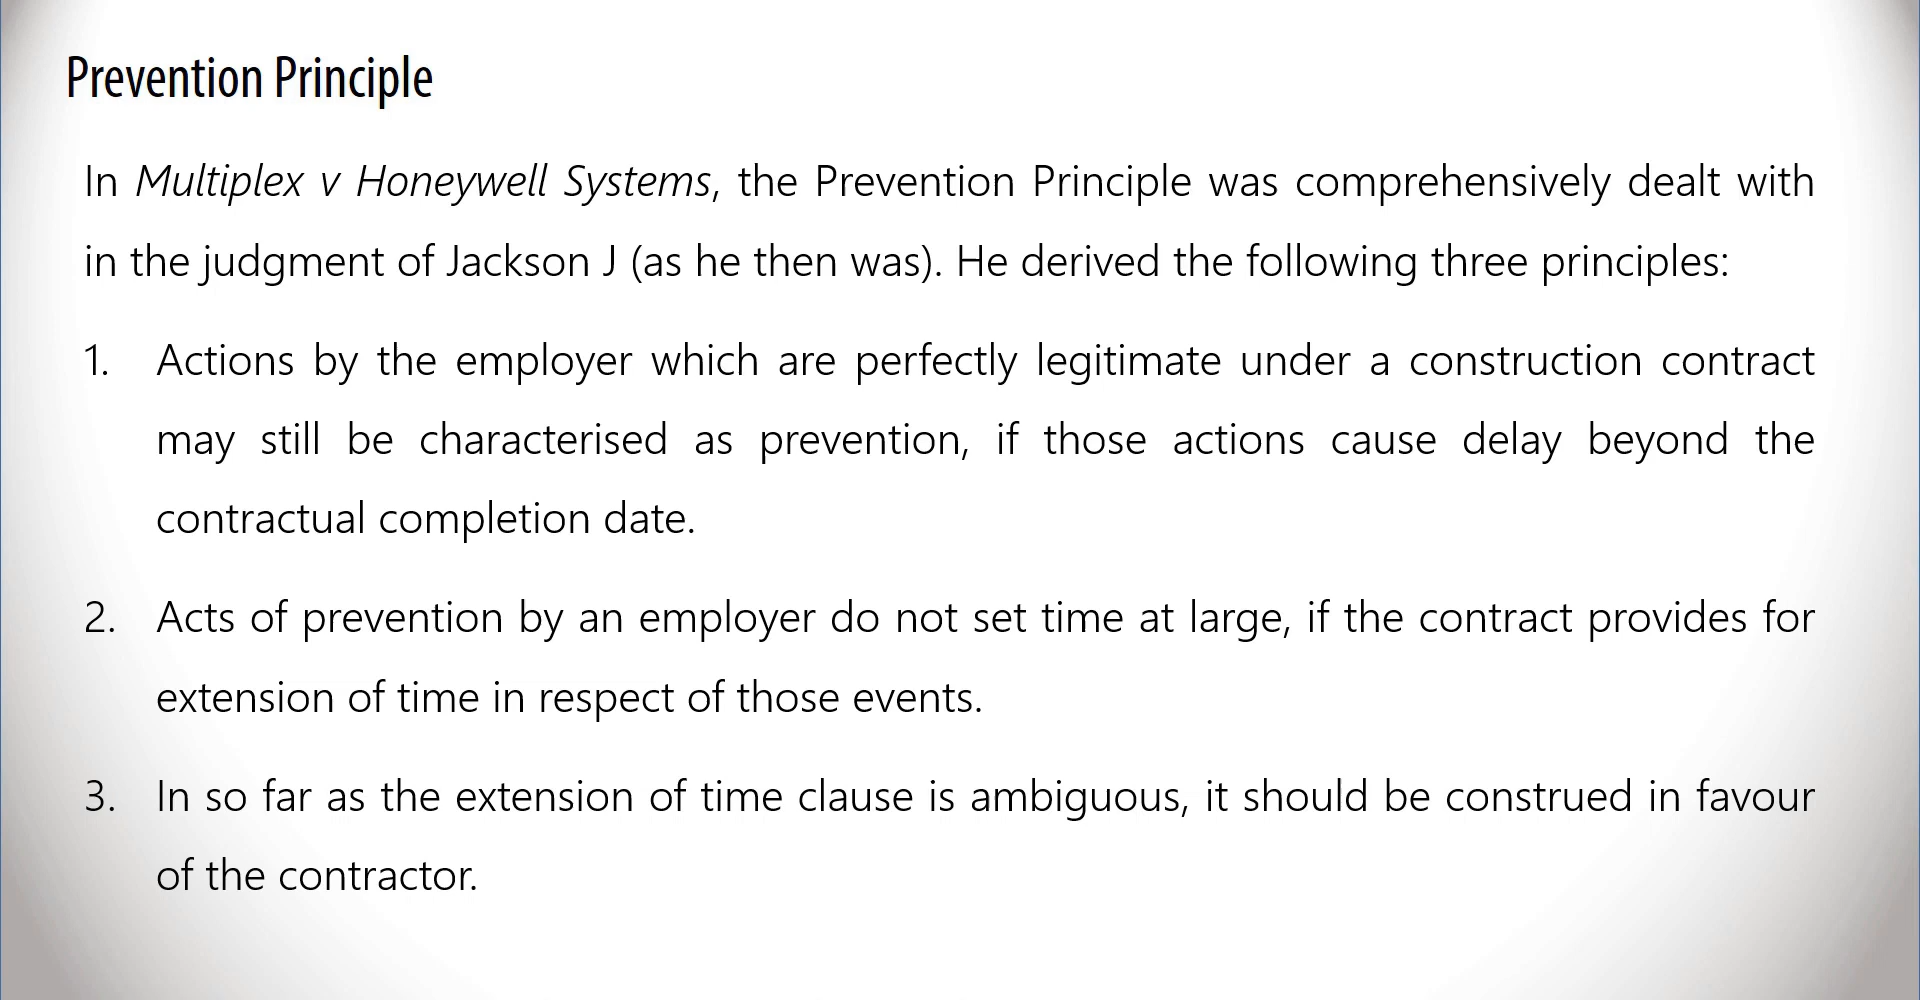 Prevention Principle
In Multiplex v Honeywell Systems, the Prevention Principle was comprehensively dealt with
in the judgment of Jackson J (as he then was). He derived the following three principles:
1. Actions by the employer which are perfectly legitimate under a construction contract
may still be characterised as prevention, if those actions cause delay beyond the
contractual completion date.
2. Acts of prevention by an employer do not set time at large, if the contract provides for
extension of time in respect of those events.
3. In so far as the extension of time clause is ambiguous, it should be construed in favour
of the contractor.